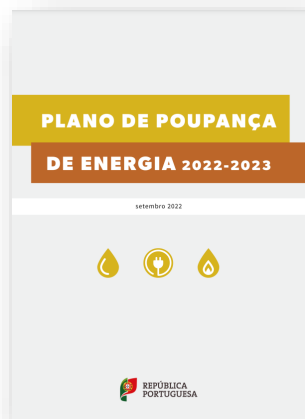 PLANO DE POUPANÇA
DE ENERGIA 2022-2023
setembro 2022
REPÚBLICA
PORTUGUESA